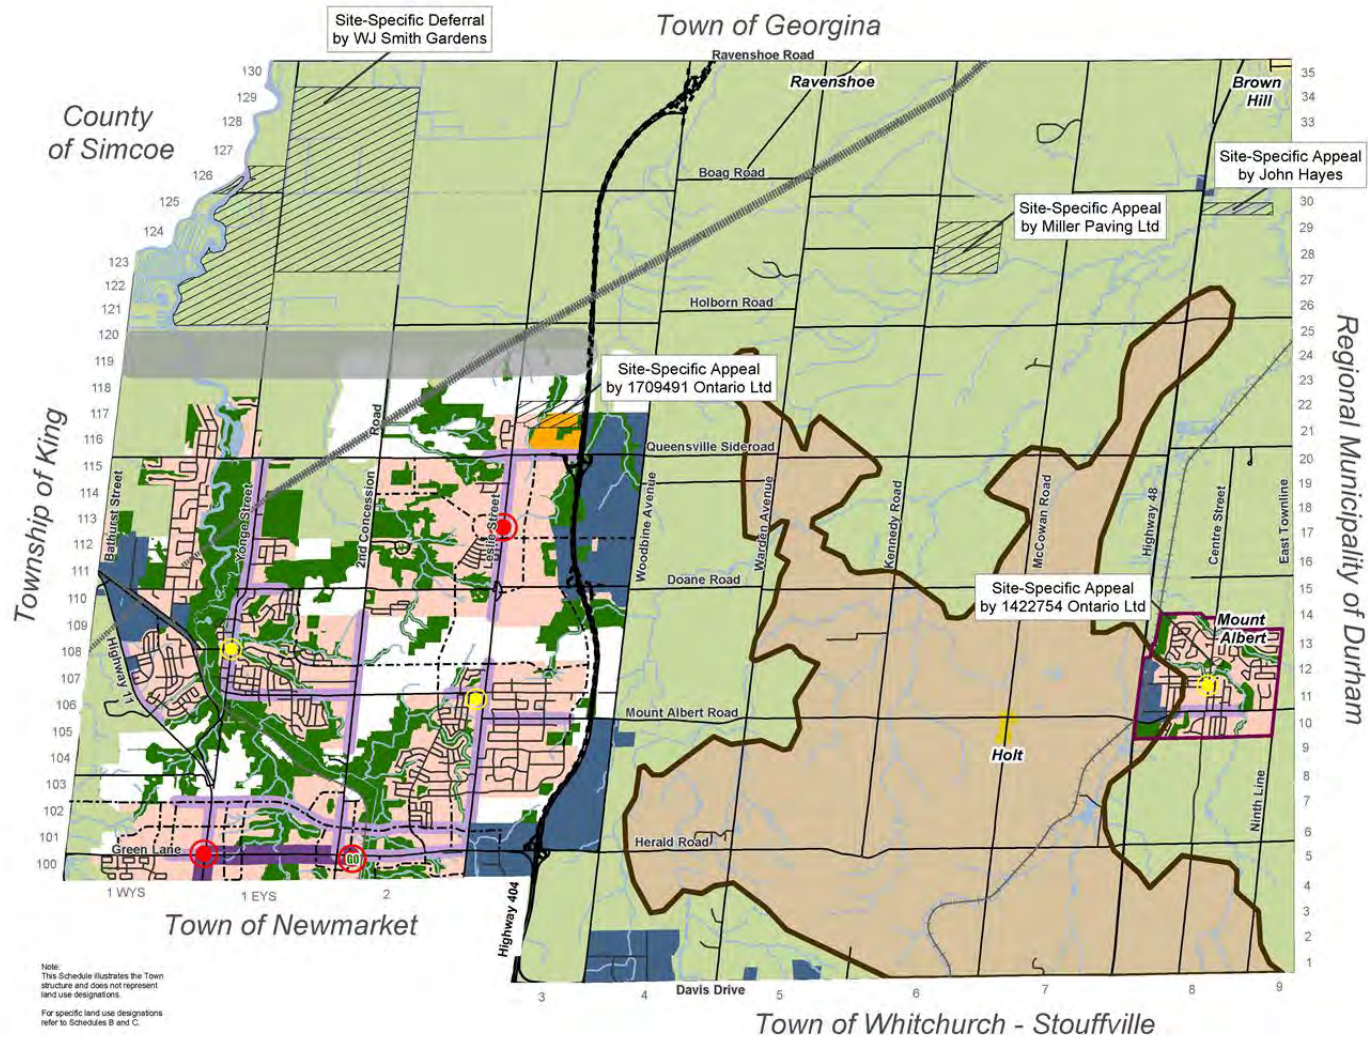 Town of Georgina
Site-Specific Deferral
by WJ Smith Gardens
Ravenshoe Road
Ravenshoe
Brown
Hill
County
of Simcoe
130
129
128
127
126
125
124
123
122
121
120
119
118
117
116
115
114
113
112
111
110
109
108
107
106
105
104
103
102
101
100
35
34
33
30
29
28
27
26
25
24
23
22
21
20
19
18
17
16
15
14
13
12
11
10
9
8
7
6
5
4
3
2
1
Site-Specific Appeal
by John Hayes
Boag Road
Site-Specific Appeal
by Miller Paving Ltd
Holborn Road
Site-Specific Appeal
by 1709491 Ontario Ltd
Road
2nd Concession
Queensville Sideroad
Township of King
Bathurst Street
Yonge Street
Leslie Street
Woodbine Avenue
Warden Avenue
Kennedy Road
McCowan Road
Highway 48
Centre Street
East Townline
Regional Municipality of Durham
Doane Road
Site-Specific Appeal
by 1422754 Ontario Ltd
Mount
Albert
Highway 11
Mount Albert Road
Holt
Ninth Line
Green Lane
GO
Herald Road
1 WYS
1 EYS
2
Town of Newmarket
Highway 404
3
4
Davis Drive
5
6
7
8
9
Town of Whitchurch - Stouffville
Note:
This Schedule illustrates the Town
structure and does not represent
land use designations.
For specific land use designations
refer to Schedules B and C.